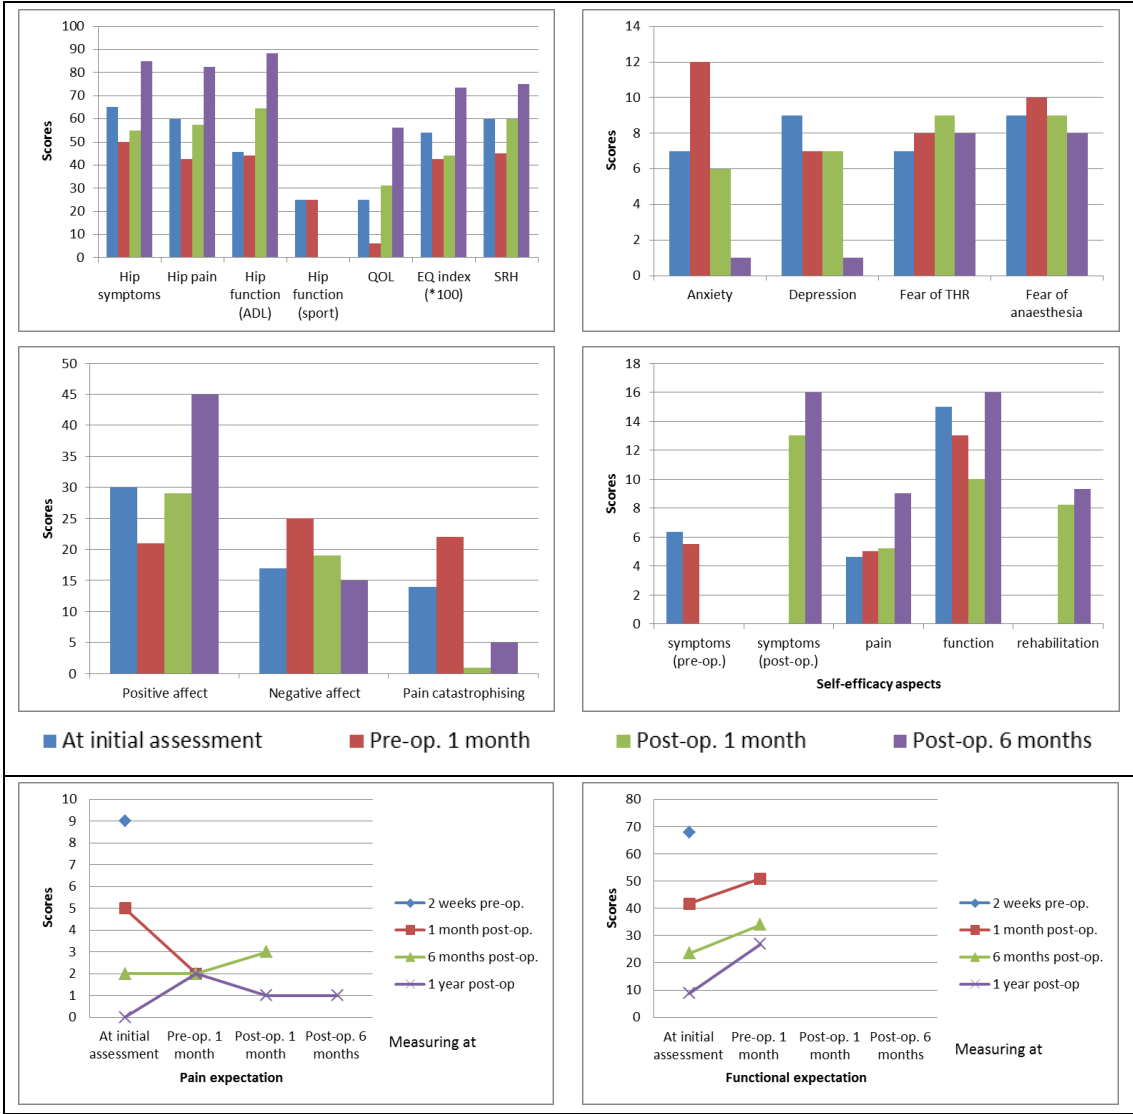 100
90
80
70
60
50
40
30
20
10
0
Scores
Hip symptoms
Hip pain
Hip function (ADL)
Hip function (sport)
QOL
EQ index (*100)
SRH
14
12
10
8
6
4
2
0
Scores
Anxiety
Depression
Fear of THR
Fear of anaesthesia
50
45
40
35
30
25
20
15
10
5
0
Scores
Positive affect
Negative affect
Pain catastrophising
18
16
14
12
10
8
6
4
2
0
Scores
symptoms (pre-op.)
symptoms (post-op.)
pain
function
rehabilitation
Self-efficacy aspects
At initial assessment
Pre-op. 1 month
Post-op. 1 month
Post-op. 6 months
10
9
8
7
6
5
4
3
2
1
0
Scores
At initial assessment
Pre-op. 1 month
Post-op. 1 month
Post-op. 6 months
Measuring at
Pain expectation
2 weeks pre-op.
1 month post-op.
6 months post-op.
1 year post-op
80
70
60
50
40
30
20
10
0
Scores
At initial assessment
Pre-op. 1 month
Post-op. 1 month
Post-op. 6 months
Measuring at
Functional expectation
2 weeks pre-op.
1 month post-op.
6 months post-op.
1 year post-op